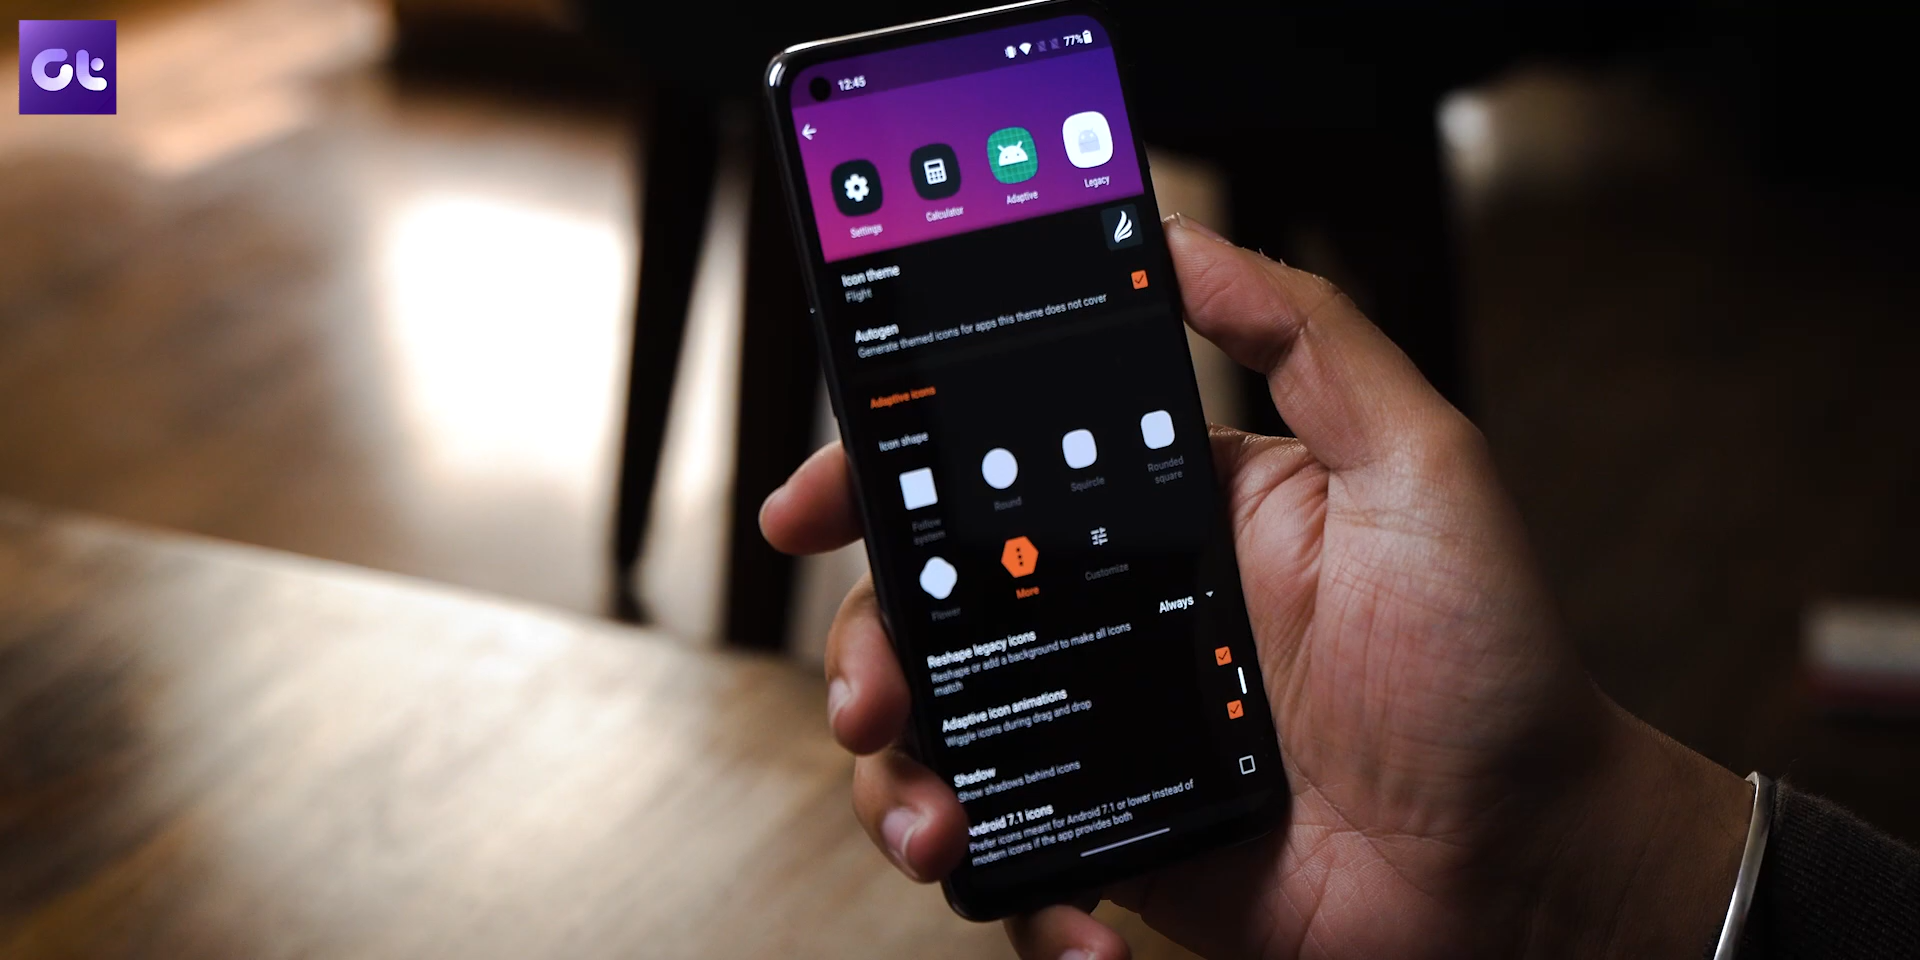 Gt
12:45
77%
Settings
Calculator
Adaptive
Legacy
Icon theme
Flight
Autogen
Generate themed icons for apps this theme does not cover
Adaptive icons
Icon shape
Follow
system
Round
Squircle
Rounded
square
Flower
More
Customize
Always
Reshape legacy icons
Reshape or add a background to make all icons
match
Adaptive icon animations
Wiggle icons during drag and drop
Shadow
Show shadows behind icons
Android 7.1 icons
Prefer icons meant for Android 7.1 or lower instead of
modern icons if the app provides both